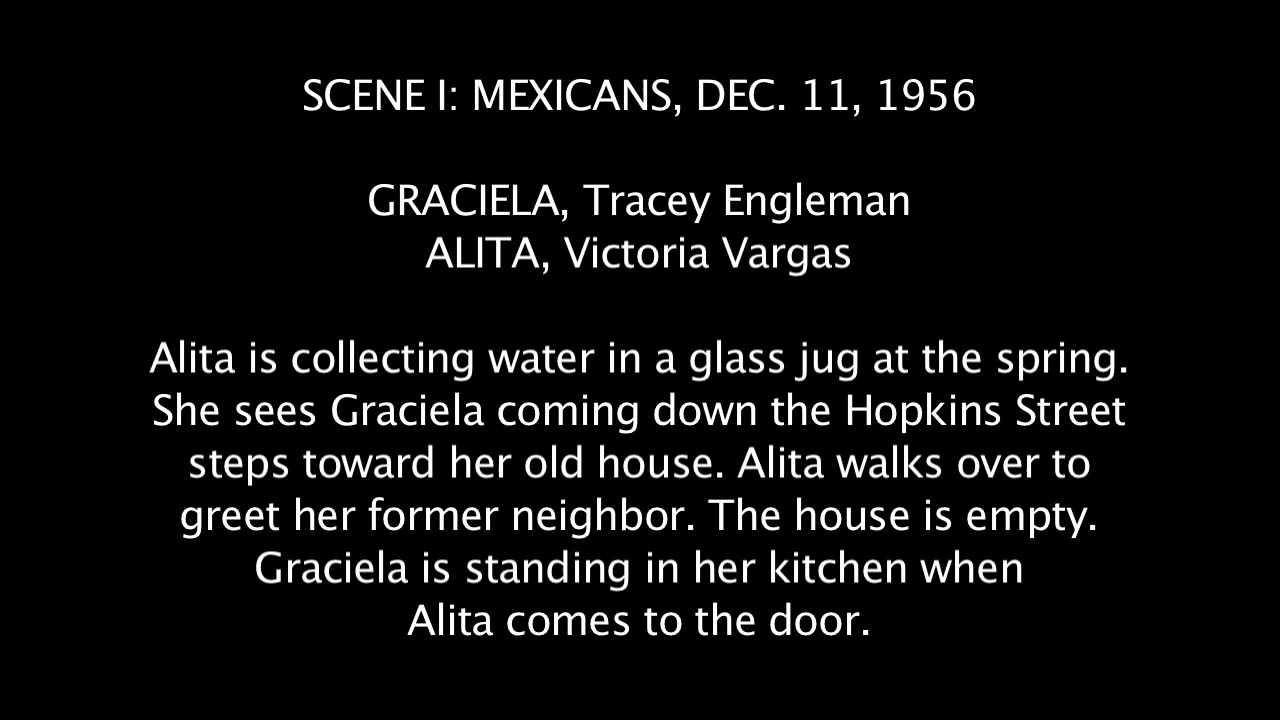 SCENE I: MEXICANS, DEC. 11, 1956
GRACIELA, Tracey Engleman
ALITA, Victoria Vargas
Alita is collecting water in a glass jug at the spring.
She sees Graciela coming down the Hopkins Street
steps toward her old house. Alita walks over to
greet her former neighbor. The house is empty.
Graciela is standing in her kitchen when
Alita comes to the door.